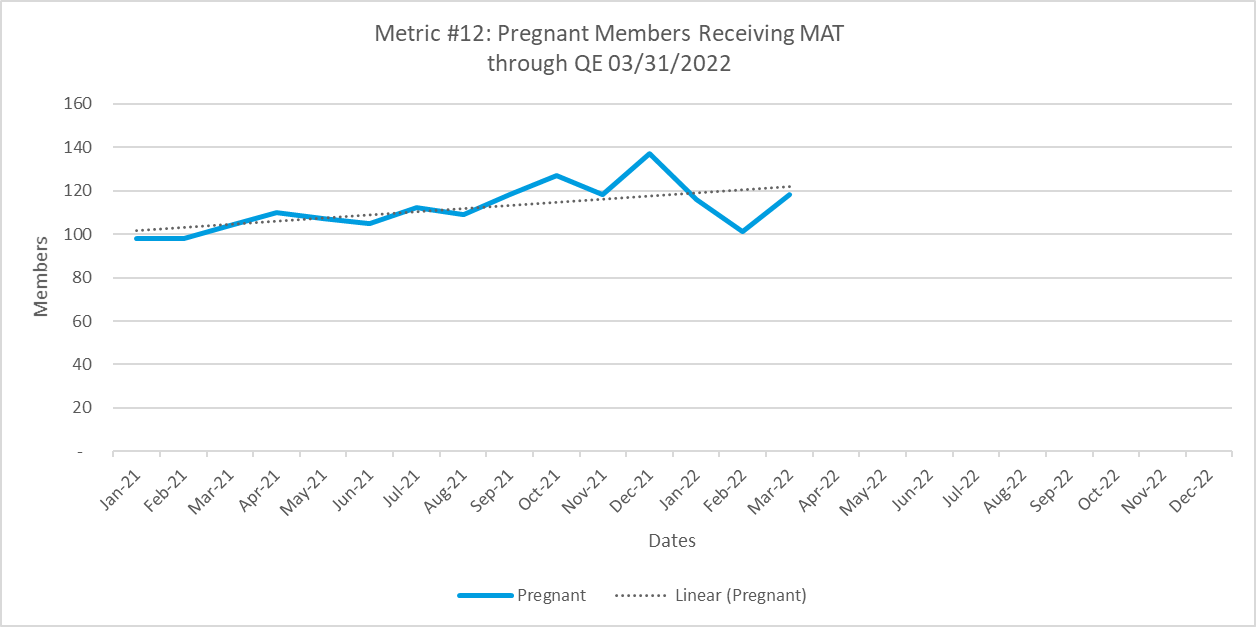 Metric #12: Pregnant Members Receiving MAT
through QE 03/31/2022
160
140
120
100
80
60
40
20
-
Members
Jan-21
Feb-21
Mar-21
Apr-21
May-21
Jun-21
Jul-21
Aug-21
Sep-21
Oct-21
Nov-21
Dec-21
Jan-22
Feb-22
Mar-22
Apr-22
May-22
Jun-22
Jul-22
Aug-22
Sep-22
Oct-22
Nov-22
Dec-22
Dates
Pregnant
Linear (Pregnant)